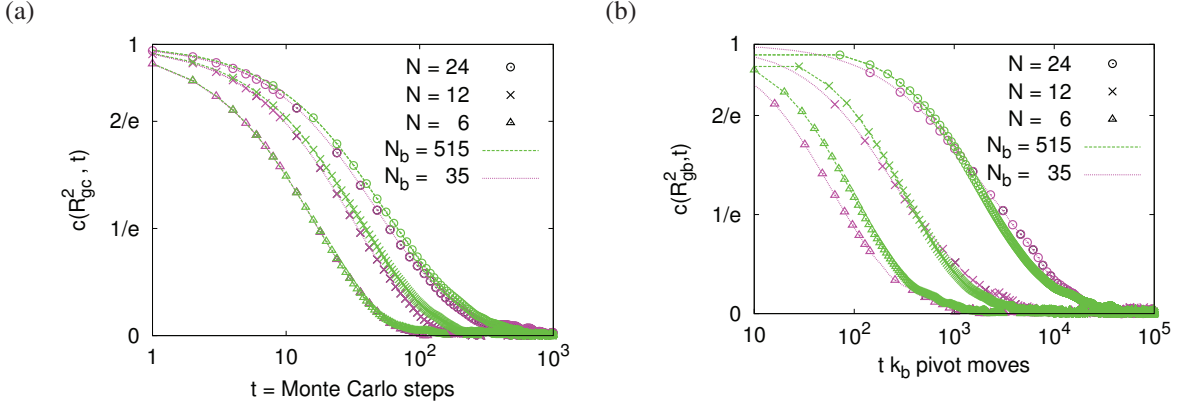 (a)
1
2/e
1/e
0
c(R²gc , t)
N = 24
N = 12
N = 6
Nb = 515
Nb = 35
1
10
10²
10³
t = Monte Carlo steps
(b)
1
2/e
1/e
0
c(R²gb,t)
N = 24
N = 12
N = 6
Nb = 515
Nb = 35
10
10²
10³
10⁴
10⁵
t kb pivot moves